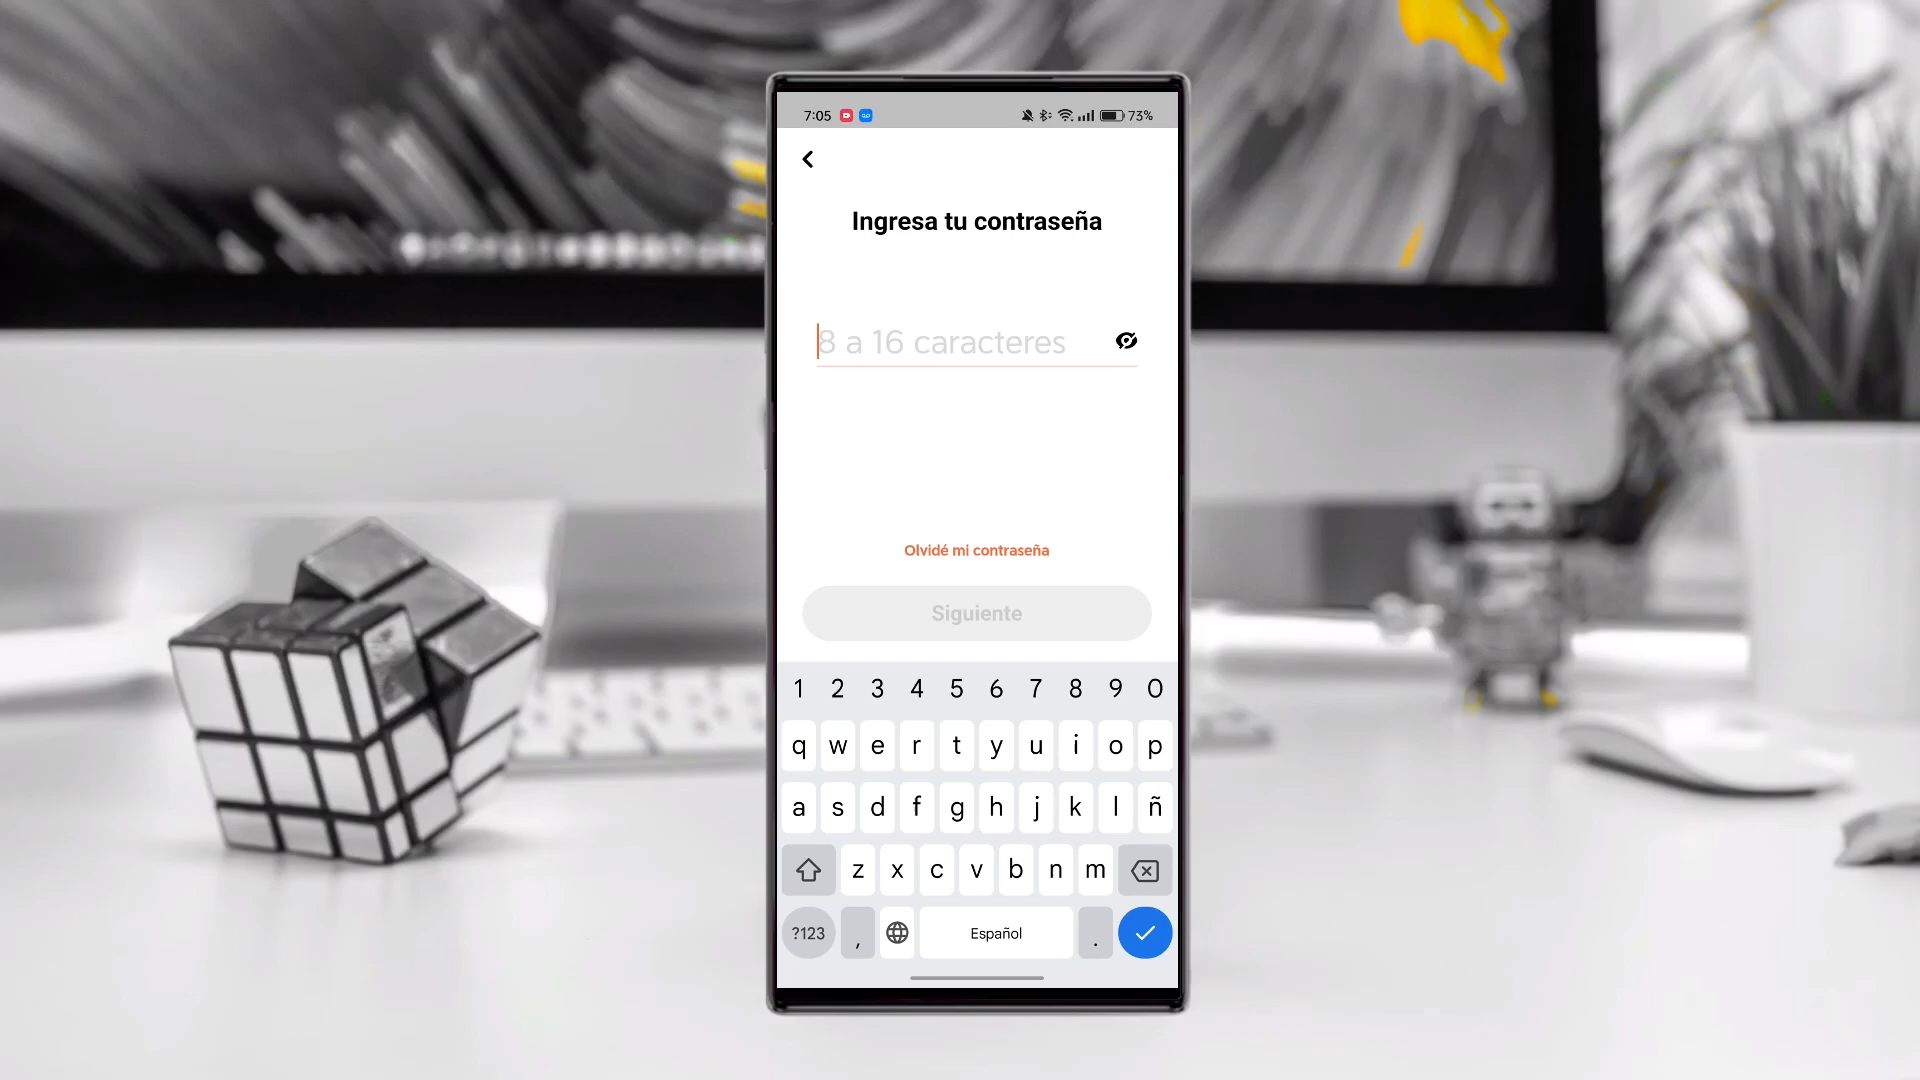 7:05 73%
Ingresa tu contraseña
8 a 16 caracteres
Olvidé mi contraseña
Siguiente
1 2 3 4 5 6 7 8 9 0
q w e r t y u i o p
a s d f g h j k l ñ
z x c v b n m
?123 , Español .